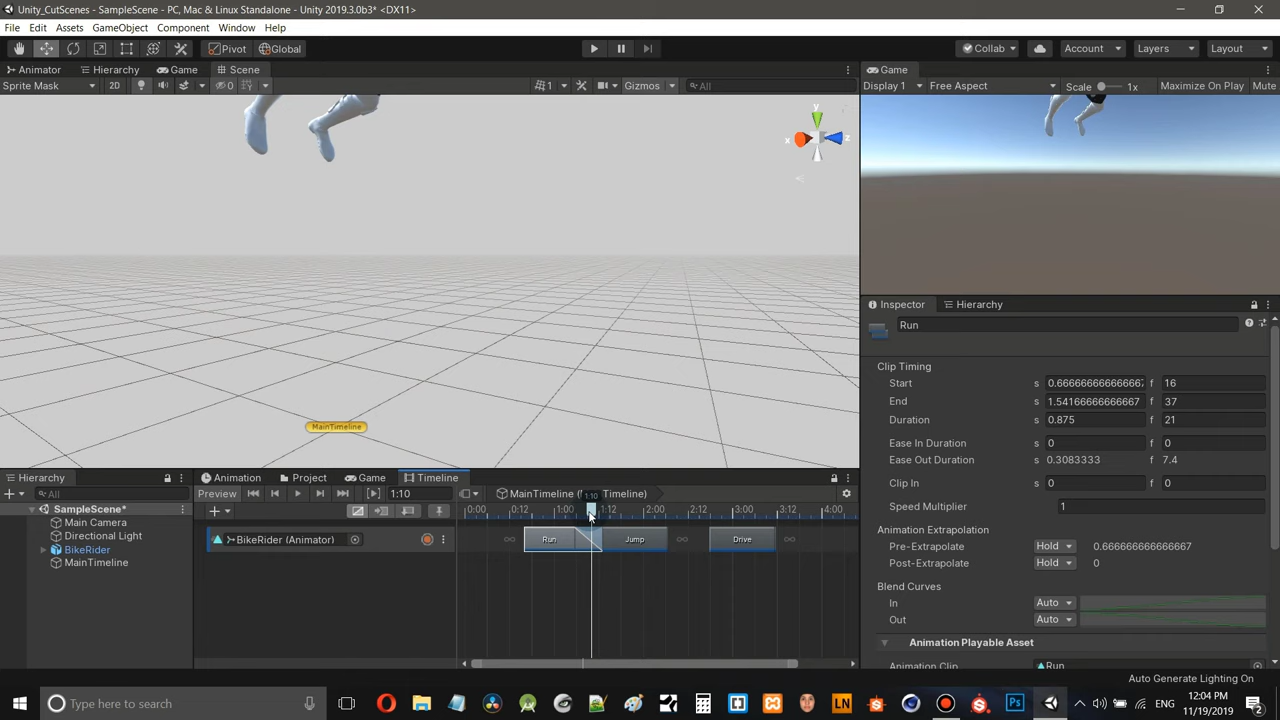 Unity_CutScenes - SampleScene - PC, Mac & Linux Standalone - Unity 2019.3.0b3* <DX11>
File Edit Assets GameObject Component Window Help
Pivot Global Collab Account Layers Layout
Animator Hierarchy Game Scene
Sprite Mask 2D 0 1 Gizmos All
y
x
z
MainTimeline
Game
Display 1 Free Aspect Scale 1x Maximize On Play Mute
Inspector Hierarchy
Run
Clip Timing
Start s 0.66666666666667 f 16
End s 1.54166666666667 f 37
Duration s 0.875 f 21
Ease In Duration s 0 f 0
Ease Out Duration s 0.3083333 f 7.4
Clip In s 0 f 0
Speed Multiplier 1
Animation Extrapolation
Pre-Extrapolate Hold 0.666666666666667
Post-Extrapolate Hold 0
Blend Curves
In Auto
Out Auto
Animation Playable Asset
Animation Clip Run
Auto Generate Lighting On
Hierarchy
All
SampleScene*
Main Camera
Directional Light
BikeRider
MainTimeline
Animation Project Game Timeline
Preview 1:10 MainTimeline
1:10
0:00 0:12 1:00 1:12 2:00 2:12 3:00 3:12 4:00
BikeRider (Animator)
Run Jump Drive
Type here to search
ENG
12:04 PM
11/19/2019
2